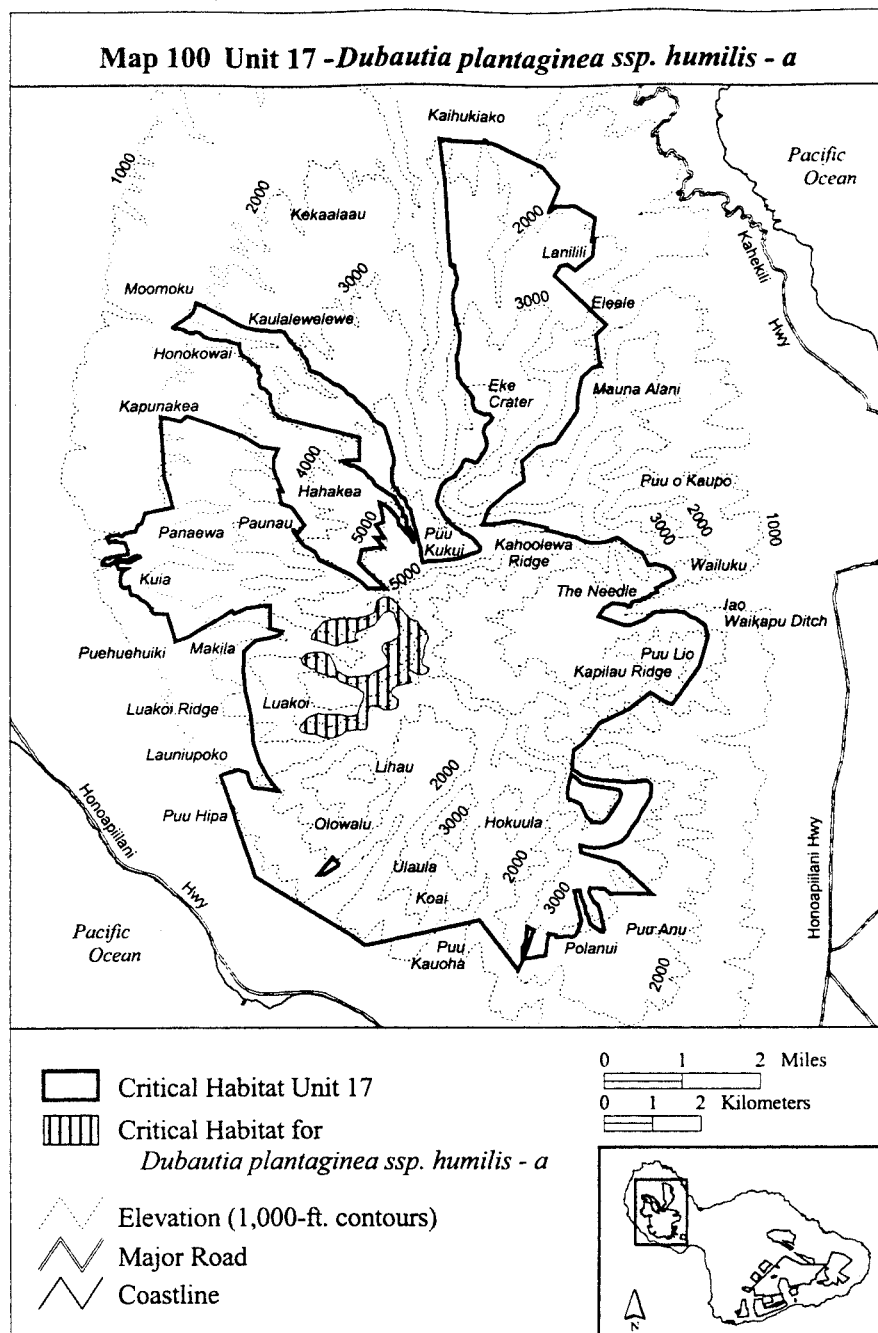 Map 100 Unit 17 -Dubautia plantaginea ssp. humilis - a
Kaihukiako
Pacific
Ocean
1000
2000
Kekaalaau
2000
Kahekili
Hwy
Lanilili
3000
3000
Moomoku
Kaulalewelewe
Eleele
Honokowai
Kapunakea
Eke
Crater
Mauna Alani
4000
Hahakea
Puu o Kaupo
5000
3000
2000
1000
Panaewa
Paunau
Puu
Kukui
Kahoolewa
Ridge
Wailuku
Kuia
5000
The Needle
Iao
Waikapu Ditch
Puehuehuiki
Makila
Puu Lio
Kapilau Ridge
Luakoi Ridge
Luakoi
Launiupoko
Lihau
2000
Puu Hipa
Honoapiilani
Hwy
Olowalu
3000
Hokuula
Honoapiilani Hwy
Ulaula
2000
Koai
3000
Pacific
Ocean
Puu
Kauoha
Polanui
Puu Anu
2000
0 1 2 Miles
0 1 2 Kilometers
Critical Habitat Unit 17
Critical Habitat for
Dubautia plantaginea ssp. humilis - a
Elevation (1,000-ft. contours)
Major Road
Coastline
N